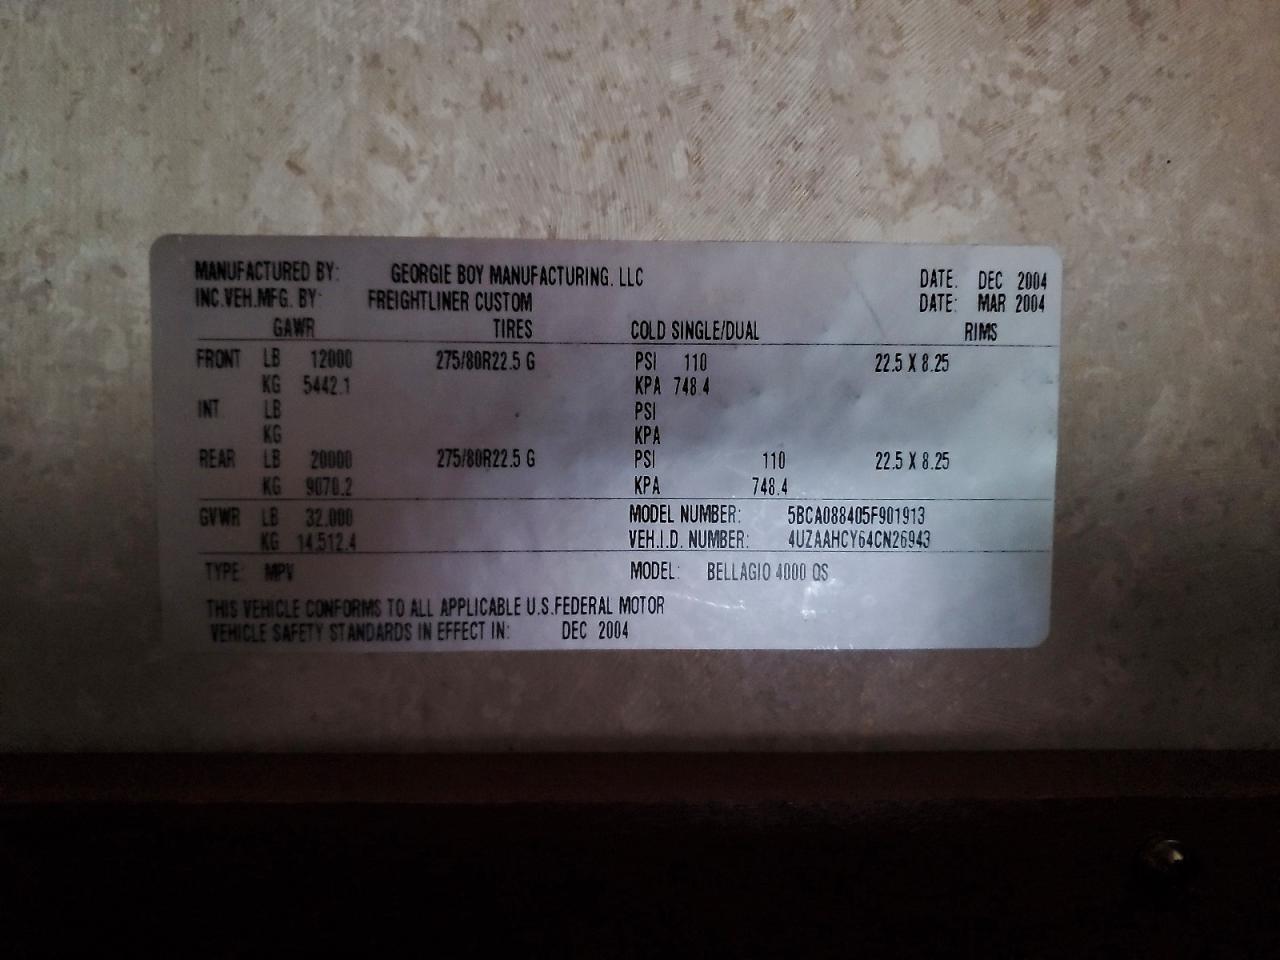 MANUFACTURED BY: GEORGIE BOY MANUFACTURING. LLC DATE. DEC 2004
INC.VEH.MFG. BY: FREIGHTLINER CUSTOM DATE: MAR 2004
GAWR TIRES COLD SINGLE/DUAL RIMS
FRONT LB 12000 275/80R22.5 G PSI 110 22.5 X 8.25
KG 5442.1 KPA 748.4
INT LB PSI
KG KPA
REAR LB 20000 275/80R22.5 G PSI 110 22.5 X 8.25
KG 9070.2 KPA 748.4
GVWR LB 32,000 MODEL NUMBER: 5BCA088405F901913
KG 14,512.4 VEH.I.D. NUMBER: 4UZAAHCY64CN26943
TYPE: MPV MODEL: BELLAGIO 4000 QS
THIS VEHICLE CONFORMS TO ALL APPLICABLE U.S.FEDERAL MOTOR
VEHICLE SAFETY STANDARDS IN EFFECT IN: DEC 2004